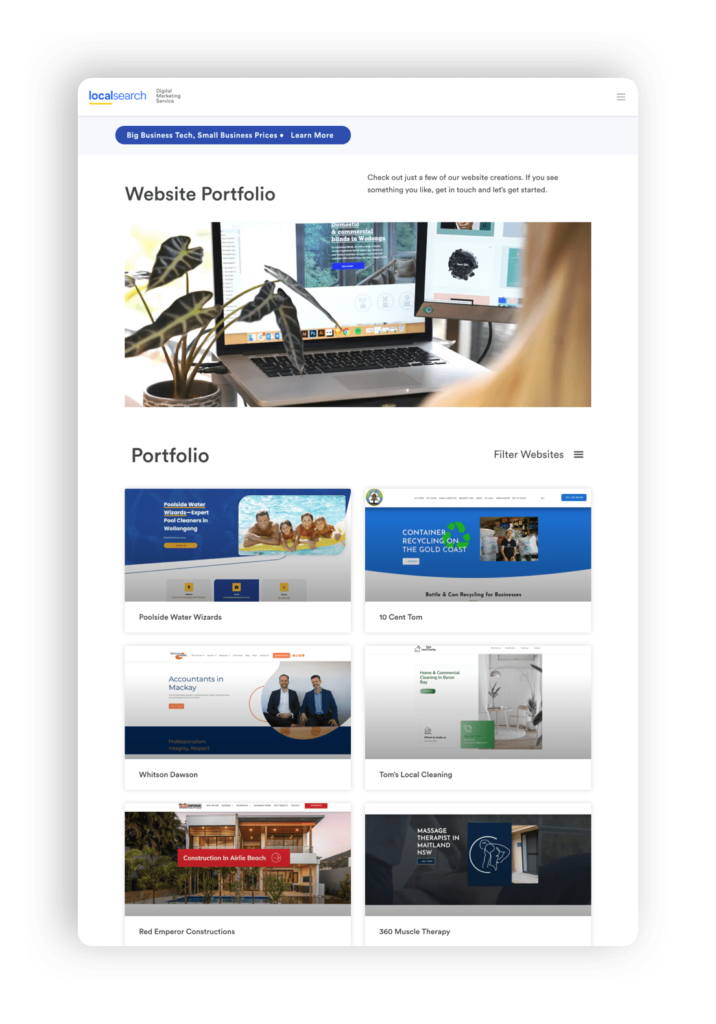 localsearch
Digital
Marketing
Service
Big Business Tech, Small Business Prices • Learn More
Website Portfolio
Check out just a few of our website creations. If you see
something you like, get in touch and let's get started.
Domestic
& commercial
blinds in Wodonga
Portfolio
Filter Websites
Poolside Water
Wizards—Expert
Pool Cleaners in
Wollongong
CONTAINER
RECYCLING ON
THE GOLD COAST
Bottle & Can Recycling for Businesses
Poolside Water Wizards
10 Cent Tom
Accountants in
Mackay
Professionalism,
Integrity, Respect
Home & Commercial
Cleaning In Byron
Bay
Whitson Dawson
Tom's Local Cleaning
Construction In Airlie Beach
MASSAGE
THERAPIST IN
MAITLAND
NSW
Red Emperor Constructions
360 Muscle Therapy